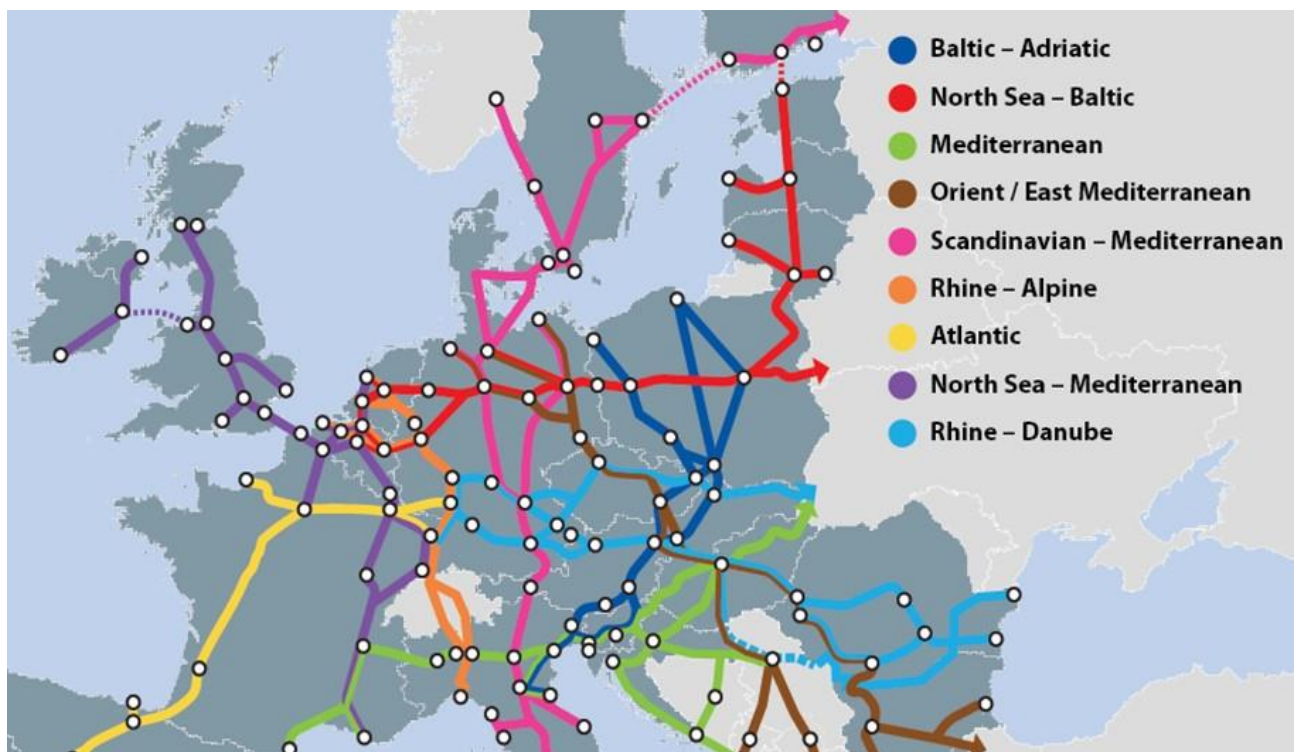 Baltic – Adriatic
North Sea – Baltic
Mediterranean
Orient / East Mediterranean
Scandinavian – Mediterranean
Rhine – Alpine
Atlantic
North Sea – Mediterranean
Rhine – Danube